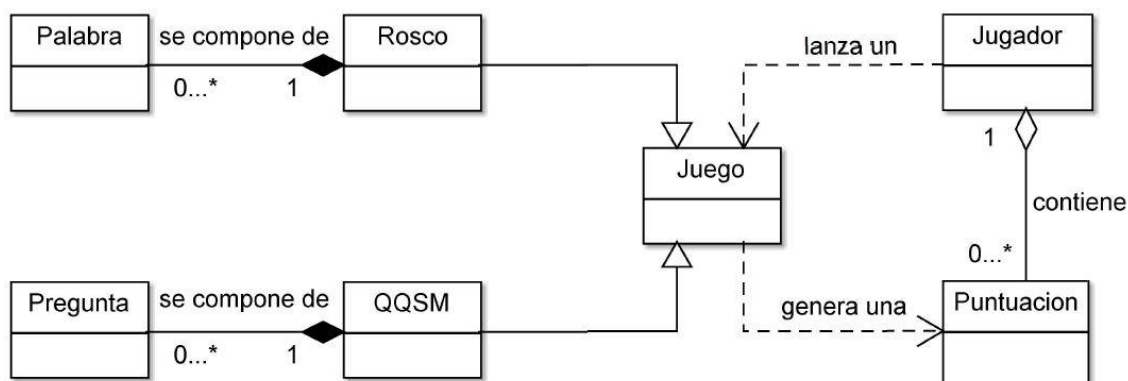 Palabra
se compone de
0...*
1
Rosco
lanza un
Jugador
1
Juego
contiene
0...*
Pregunta
se compone de
0...*
1
QQSM
genera una
Puntuacion